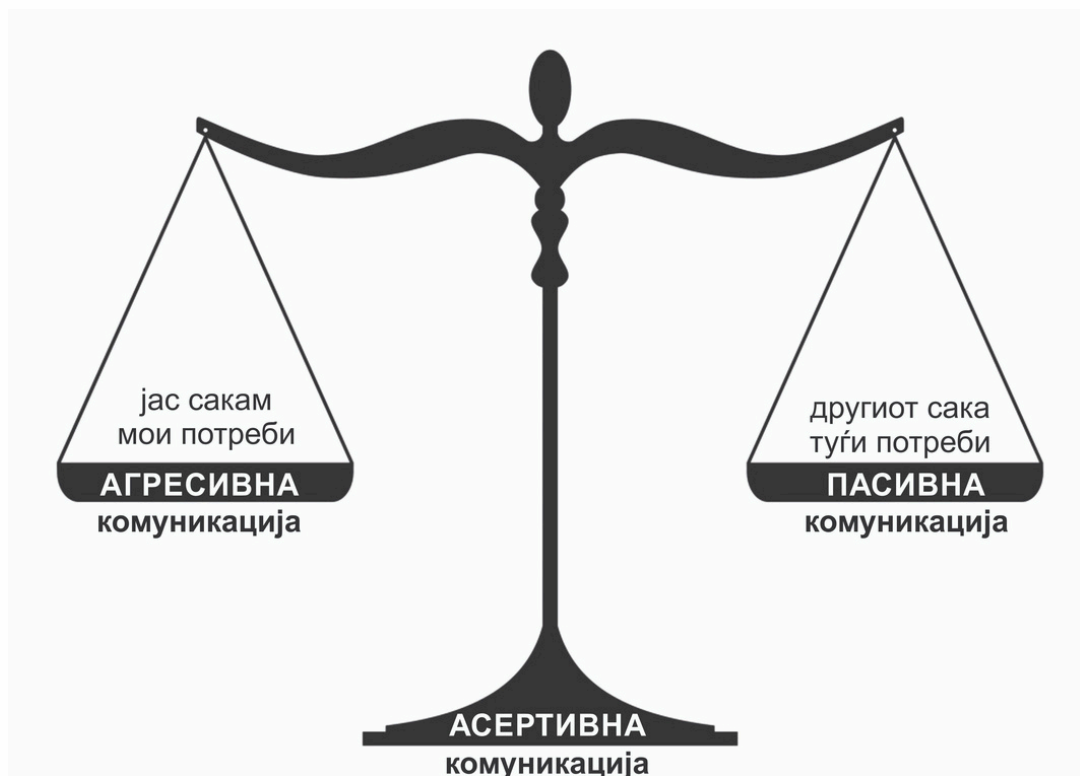 јас сакам
мои потреби
АГРЕСИВНА
комуникација
другиот сака
туѓи потреби
ПАСИВНА
комуникација
АСЕРТИВНА
комуникација